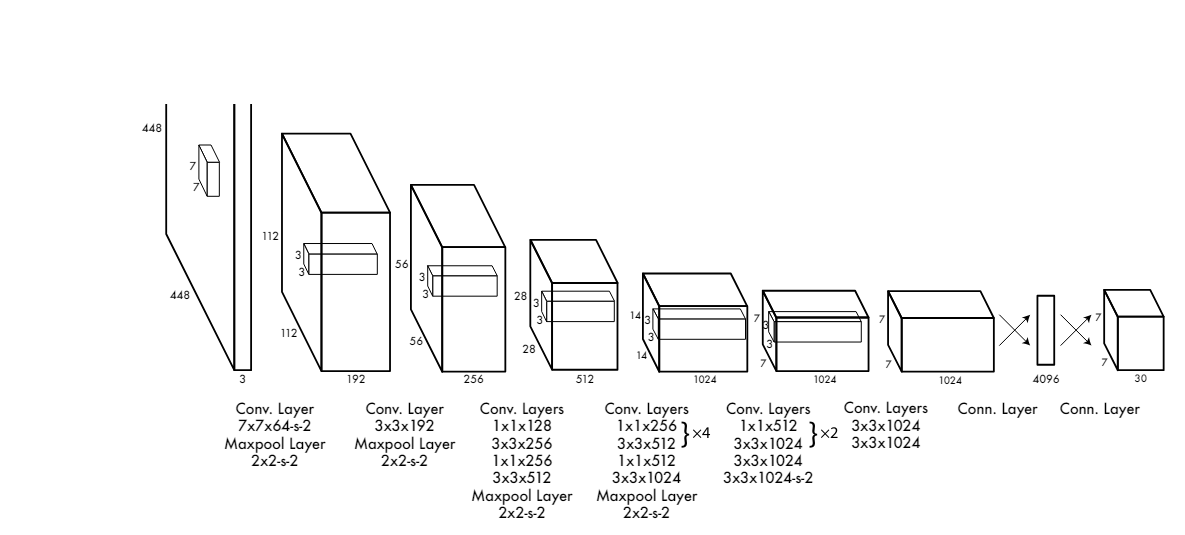 448
7
7
448
3
112
3
3
112
192
56
3
3
56
256
28
3
3
28
512
14
3
3
14
1024
7
3
3
7
1024
7
7
1024
4096
7
7
30
Conv. Layer
7x7x64-s-2
Maxpool Layer
2x2-s-2
Conv. Layer
3x3x192
Maxpool Layer
2x2-s-2
Conv. Layers
1x1x128
3x3x256
1x1x256
3x3x512
Maxpool Layer
2x2-s-2
Conv. Layers
1x1x256
3x3x512
}×4
1x1x512
3x3x1024
Maxpool Layer
2x2-s-2
Conv. Layers
1x1x512
3x3x1024
}×2
3x3x1024
3x3x1024-s-2
Conv. Layers
3x3x1024
3x3x1024
Conn. Layer
Conn. Layer